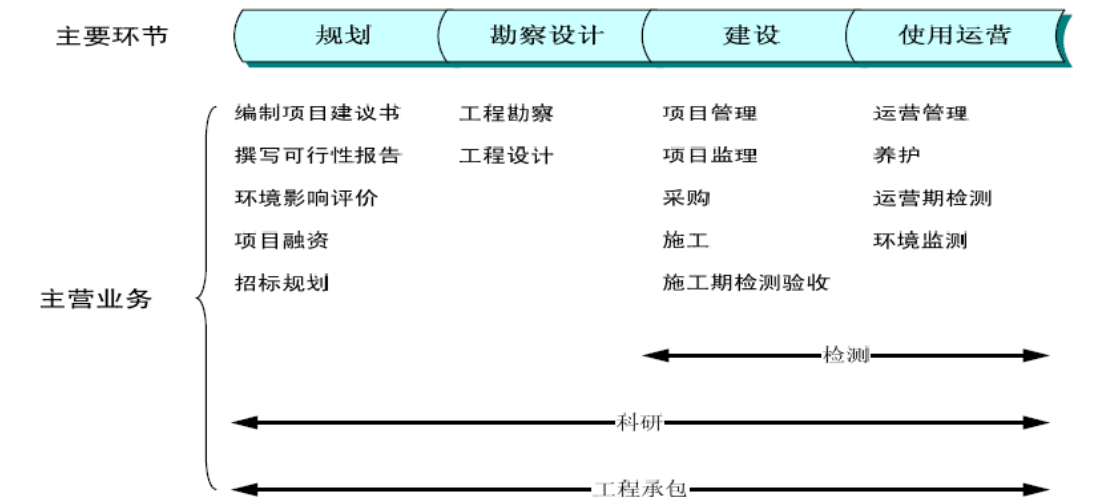 主要环节 规划 勘察设计 建设 使用运营
编制项目建议书 工程勘察 项目管理 运营管理
撰写可行性报告 工程设计 项目监理 养护
环境影响评价 采购 运营期检测
项目融资 施工 环境监测
招标规划 施工期检测验收
主营业务
检测
科研
工程承包